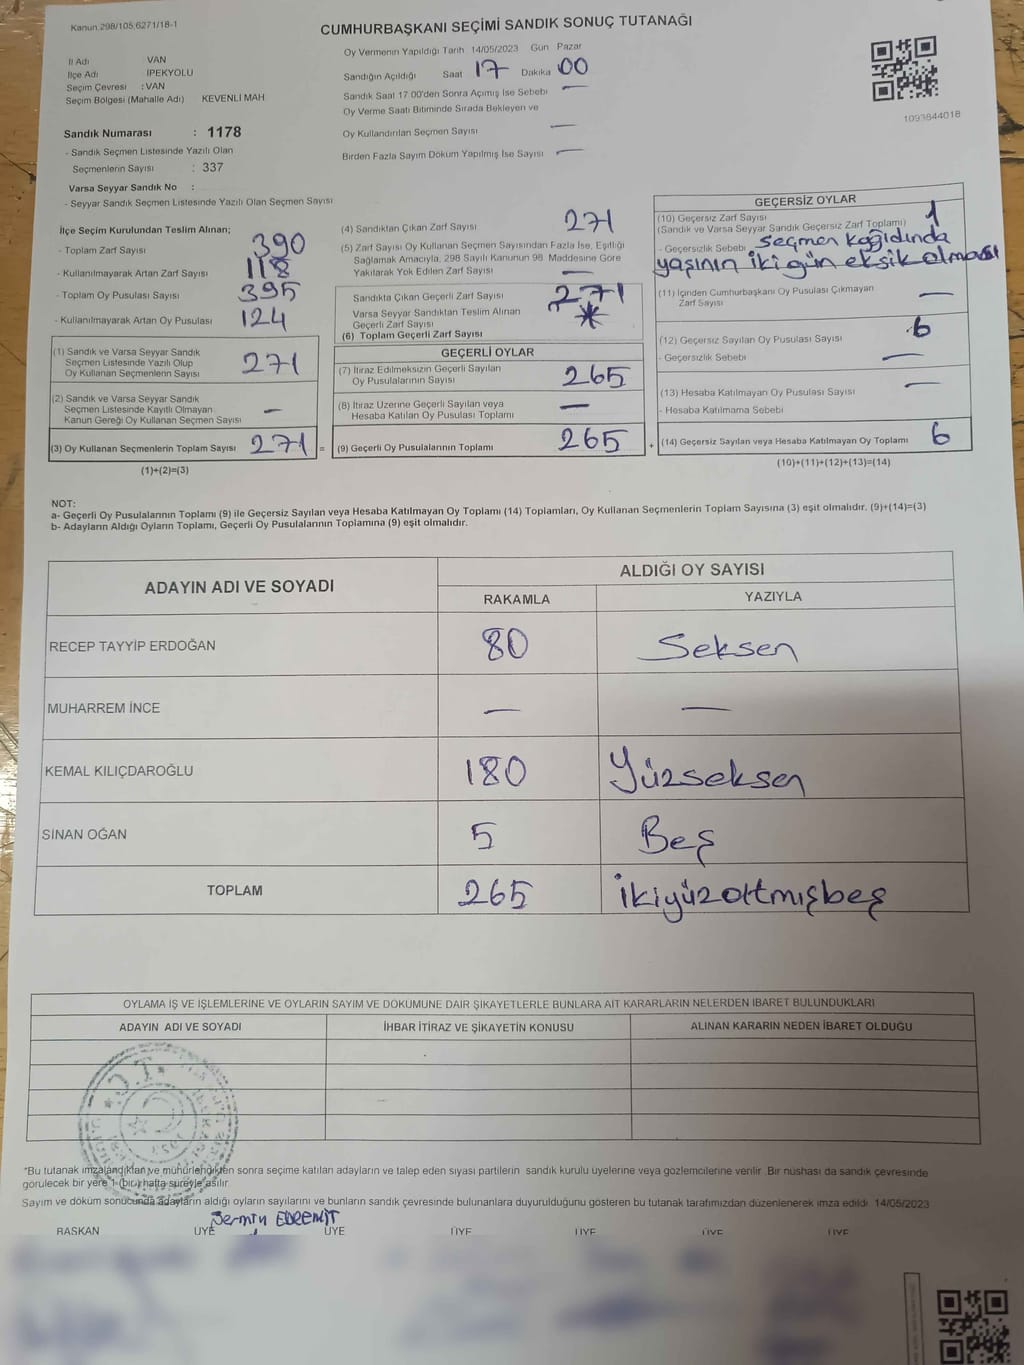 Kanun.298/105,6271/18-1
CUMHURBAŞKANI SEÇİMİ SANDIK SONUÇ TUTANAĞI
İl Adı VAN
İlçe Adı İPEKYOLU
Seçim Çevresi : VAN
Seçim Bölgesi (Mahalle Adı) KEVENLİ MAH
Sandık Numarası : 1178
- Sandık Seçmen Listesinde Yazılı Olan
Seçmenlerin Sayısı : 337
Varsa Seyyar Sandık No :
- Seyyar Sandık Seçmen Listesinde Yazılı Olan Seçmen Sayısı
Oy Vermenin Yapıldığı Tarih 14/05/2023 Gün Pazar
Sandığın Açıldığı Saat 17 Dakika 00
Sandık Saat 17:00'den Sonra Açımış İse Sebebi —
Oy Verme Saati Bitiminde Sırada Bekleyen ve
Oy Kullandırılan Seçmen Sayısı —
Birden Fazla Sayım Döküm Yapılmış İse Sayısı —
1093844018
İlçe Seçim Kurulundan Teslim Alınan;
- Toplam Zarf Sayısı 390
- Kullanılmayarak Artan Zarf Sayısı 118
- Toplam Oy Pusulası Sayısı 395
- Kullanılmayarak Artan Oy Pusulası 124
(1) Sandık ve Varsa Seyyar Sandık
Seçmen Listesinde Yazılı Olup
Oy Kullanan Seçmenlerin Sayısı 271
(2) Sandık ve Varsa Seyyar Sandık
Seçmen Listesinde Kayıtlı Olmayan
Kanun Gereği Oy Kullanan Seçmen Sayısı —
(3) Oy Kullanan Seçmenlerin Toplam Sayısı 271 =
(1)+(2)=(3)
(4) Sandıktan Çıkan Zarf Sayısı 271
(5) Zarf Sayısı Oy Kullanan Seçmen Sayısından Fazla İse, Eşitliği
Sağlamak Amacıyla, 298 Sayılı Kanunun 98. Maddesine Göre
Yakılarak Yok Edilen Zarf Sayısı —
Sandıkta Çıkan Geçerli Zarf Sayısı 271
Varsa Seyyar Sandıktan Teslim Alınan
Geçerli Zarf Sayısı
(6) Toplam Geçerli Zarf Sayısı
GEÇERLİ OYLAR
(7) İtiraz Edilmeksizin Geçerli Sayılan
Oy Pusulalarının Sayısı 265
(8) İtiraz Üzerine Geçerli Sayılan veya
Hesaba Katılan Oy Pusulası Toplamı —
(9) Geçerli Oy Pusulalarının Toplamı 265 +
GEÇERSİZ OYLAR
(10) Geçersiz Zarf Sayısı 1
(Sandık ve Varsa Seyyar Sandık Geçersiz Zarf Toplamı)
- Geçersizlik Sebebi seçmen kağıdında
yaşının iki gün eksik olması
(11) İçinden Cumhurbaşkanı Oy Pusulası Çıkmayan
Zarf Sayısı —
(12) Geçersiz Sayılan Oy Pusulası Sayısı 6
- Geçersizlik Sebebi —
(13) Hesaba Katılmayan Oy Pusulası Sayısı —
- Hesaba Katılmama Sebebi
(14) Geçersiz Sayılan veya Hesaba Katılmayan Oy Toplamı 6
(10)+(11)+(12)+(13)=(14)
NOT:
a- Geçerli Oy Pusulalarının Toplamı (9) ile Geçersiz Sayılan veya Hesaba Katılmayan Oy Toplamı (14) Toplamları, Oy Kullanan Seçmenlerin Toplam Sayısına (3) eşit olmalıdır. (9)+(14)=(3)
b- Adayların Aldığı Oyların Toplamı, Geçerli Oy Pusulalarının Toplamına (9) eşit olmalıdır.
ADAYIN ADI VE SOYADI ALDIĞI OY SAYISI
RAKAMLA YAZIYLA
RECEP TAYYİP ERDOĞAN 80 Seksen
MUHARREM İNCE — —
KEMAL KILIÇDAROĞLU 180 Yüzseksen
SİNAN OĞAN 5 Beş
TOPLAM 265 ikiyüzaltmışbeş
OYLAMA İŞ VE İŞLEMLERİNE VE OYLARIN SAYIM VE DÖKÜMÜNE DAİR ŞİKAYETLERLE BUNLARA AİT KARARLARIN NELERDEN İBARET BULUNDUKLARI
ADAYIN ADI VE SOYADI İHBAR İTİRAZ VE ŞİKAYETİN KONUSU ALINAN KARARIN NEDEN İBARET OLDUĞU
T.C.
*Bu tutanak imzalandıktan ve mühürlendikten sonra seçime katılan adayların ve talep eden siyasi partilerin sandık kurulu üyelerine veya gözlemcilerine verilir. Bir nüshası da sandık çevresinde
görülecek bir yere 1 (bir) hafta süreyle asılır
Sayım ve döküm sonucunda adayların aldığı oyların sayılarını ve bunların sandık çevresinde bulunanlara duyurulduğunu gösteren bu tutanak tarafımızdan düzenlenerek imza edildi. 14/05/2023
Sermin EDREMİT
BAŞKAN ÜYE ÜYE ÜYE ÜYE ÜYE ÜYE